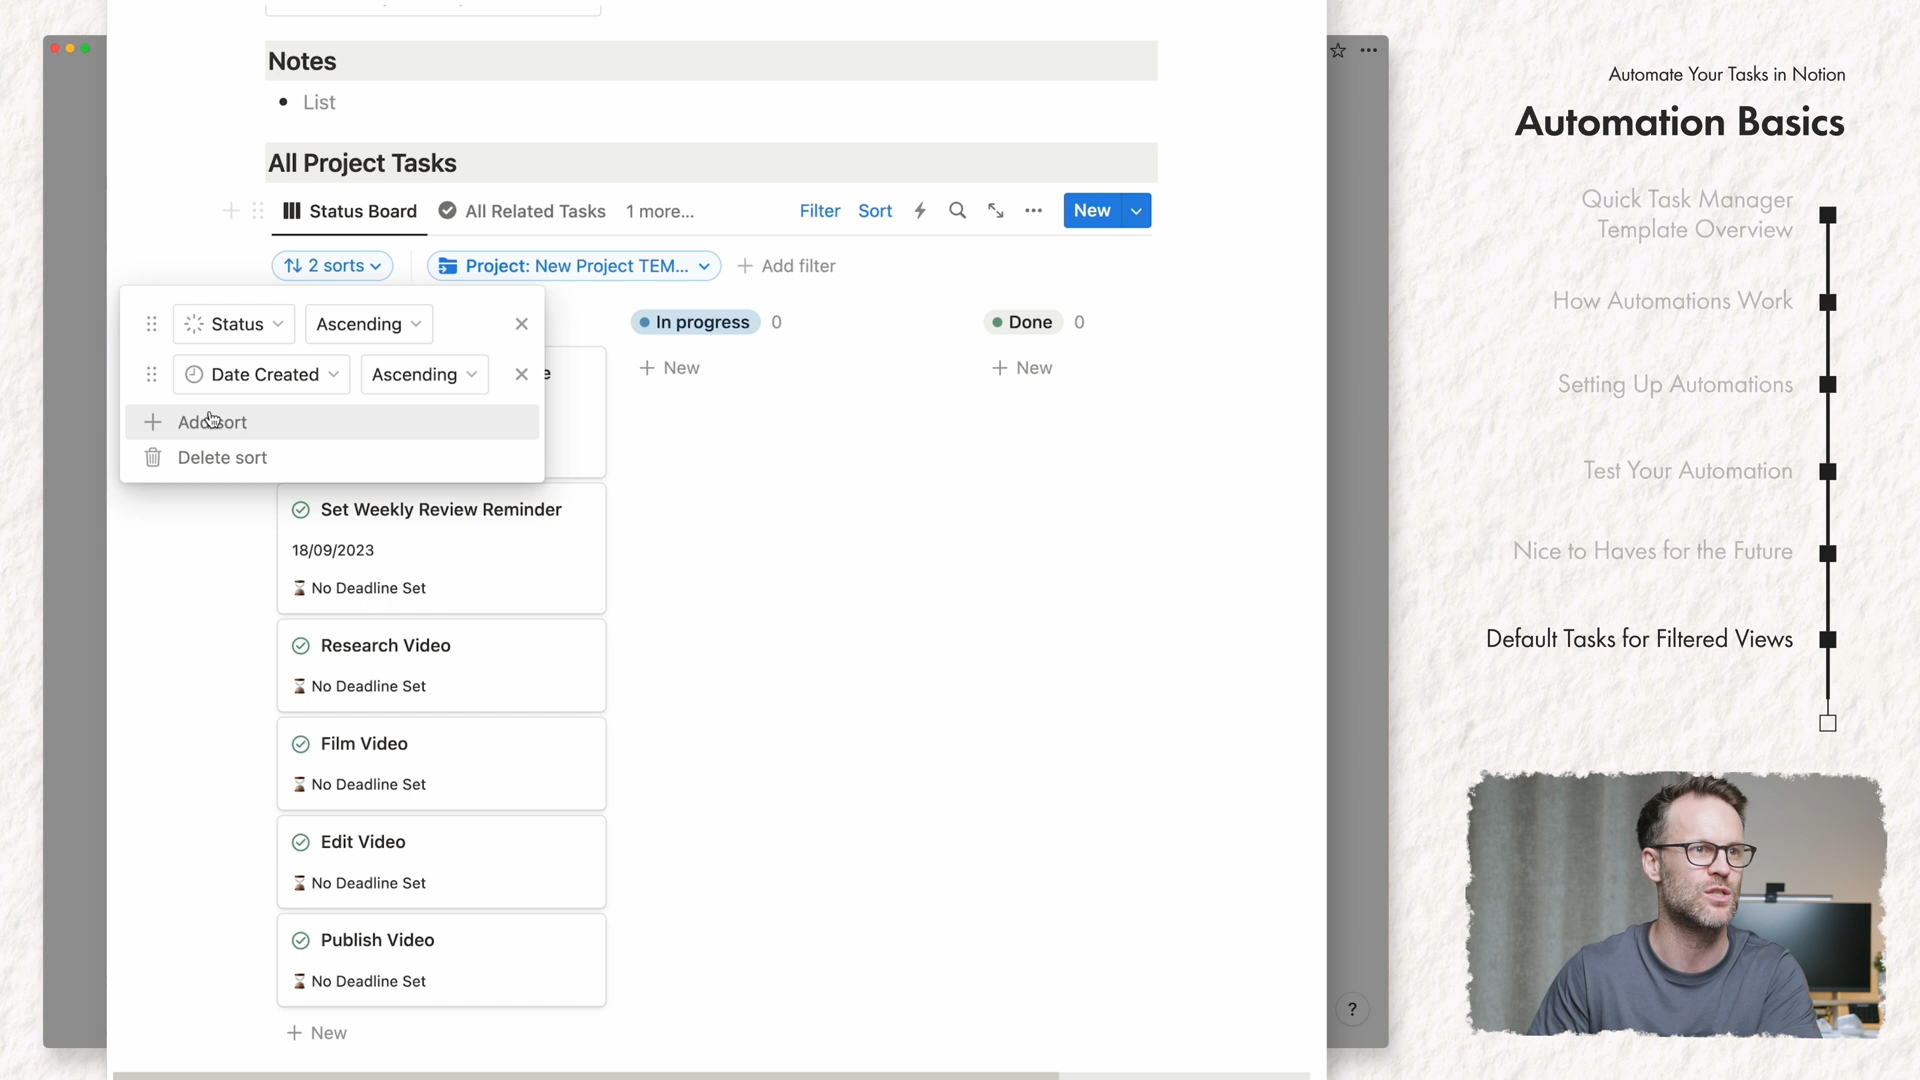 Notes
List
All Project Tasks
Status Board
All Related Tasks
1 more...
Filter
Sort
New
2 sorts
Project: New Project TEM...
Add filter
Status
Ascending
Date Created
Ascending
Add sort
Delete sort
In progress 0
New
Done 0
New
Set Weekly Review Reminder
18/09/2023
No Deadline Set
Research Video
No Deadline Set
Film Video
No Deadline Set
Edit Video
No Deadline Set
Publish Video
No Deadline Set
New
?
Automate Your Tasks in Notion
Automation Basics
Quick Task Manager
Template Overview
How Automations Work
Setting Up Automations
Test Your Automation
Nice to Haves for the Future
Default Tasks for Filtered Views